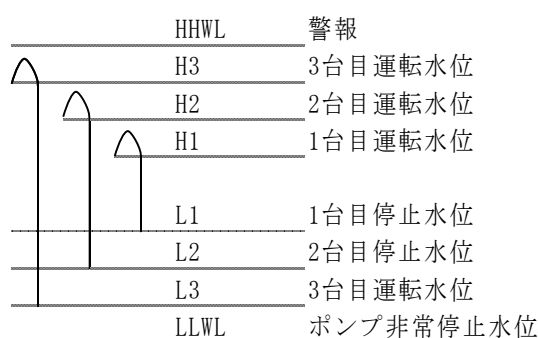 HHWL 警報
H3 3台目運転水位
H2 2台目運転水位
H1 1台目運転水位
L1 1台目停止水位
L2 2台目停止水位
L3 3台目運転水位
LLWL ポンプ非常停止水位